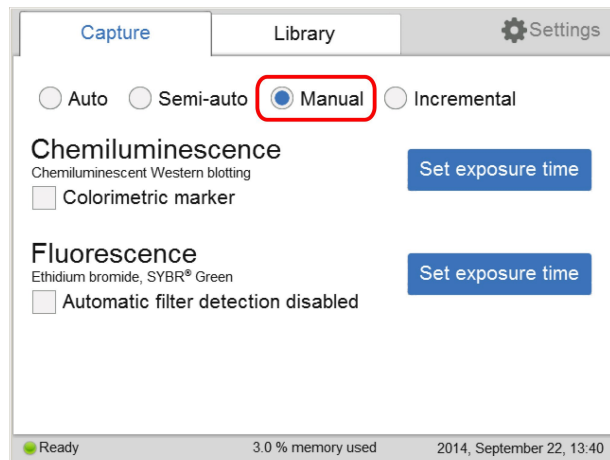 Capture Library Settings
Auto Semi-auto Manual Incremental
Chemiluminescence
Chemiluminescent Western blotting
Set exposure time
Colorimetric marker
Fluorescence
Ethidium bromide, SYBR® Green
Set exposure time
Automatic filter detection disabled
Ready 3.0 % memory used 2014, September 22, 13:40